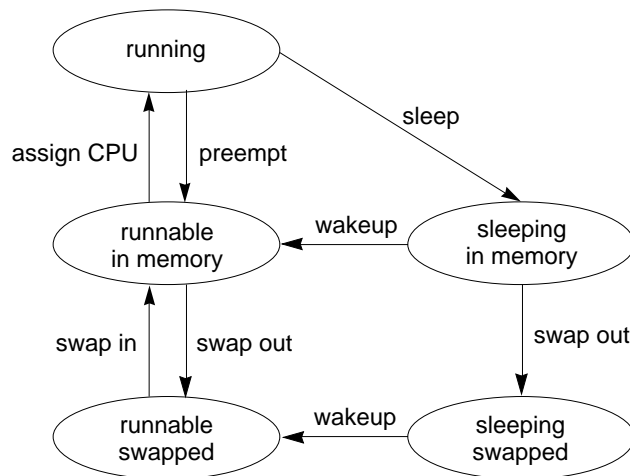 running
sleep
assign CPU
preempt
runnable
in memory
wakeup
sleeping
in memory
swap in
swap out
swap out
runnable
swapped
wakeup
sleeping
swapped